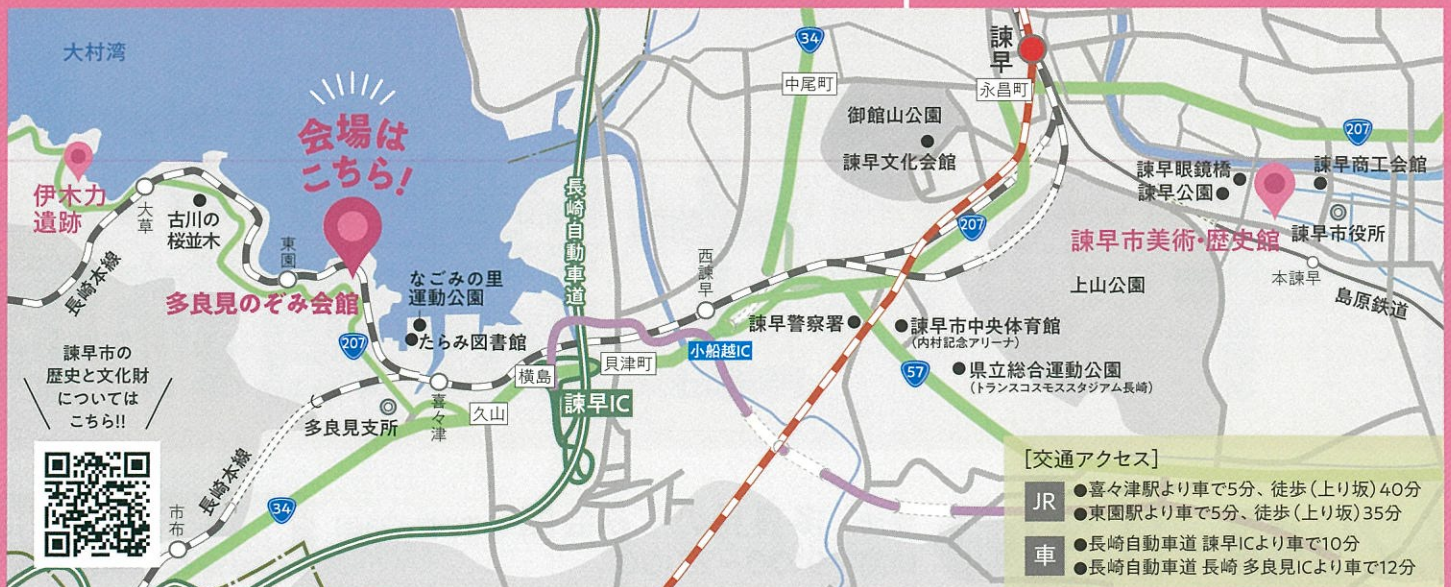 大村湾
会場は
こちら!
伊木力
遺跡
大草
古川の
桜並木
長崎本線
東園
多良見のぞみ会館
207
なごみの里
運動公園
たらみ図書館
諫早市の
歴史と文化財
については
こちら!!
多良見支所
喜々津
久山
横島
貝津町
諫早IC
長崎自動車道
長崎本線
市布
34
西諫早
小船越IC
34
中尾町
諫早
永昌町
御館山公園
諫早文化会館
207
207
諫早眼鏡橋
諫早公園
諫早商工会館
諫早市美術・歴史館
諫早市役所
本諫早
島原鉄道
上山公園
諫早警察署
諫早市中央体育館
(内村記念アリーナ)
57
県立総合運動公園
(トランスコスモススタジアム長崎)
[交通アクセス]
JR
●喜々津駅より車で5分、徒歩(上り坂)40分
●東園駅より車で5分、徒歩(上り坂)35分
車
●長崎自動車道 諫早ICより車で10分
●長崎自動車道 長崎 多良見ICより車で12分